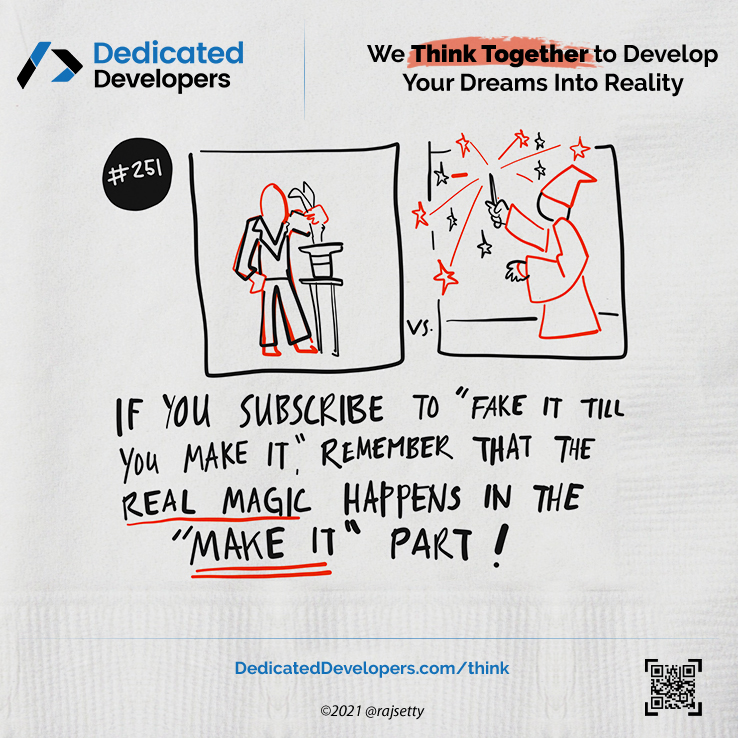 Dedicated
Developers
We Think Together to Develop
Your Dreams Into Reality
#251
VS.
IF YOU SUBSCRIBE TO "FAKE IT TILL
YOU MAKE IT," REMEMBER THAT THE
REAL MAGIC HAPPENS IN THE
"MAKE IT" PART!
DedicatedDevelopers.com/think
©2021 @rajsetty